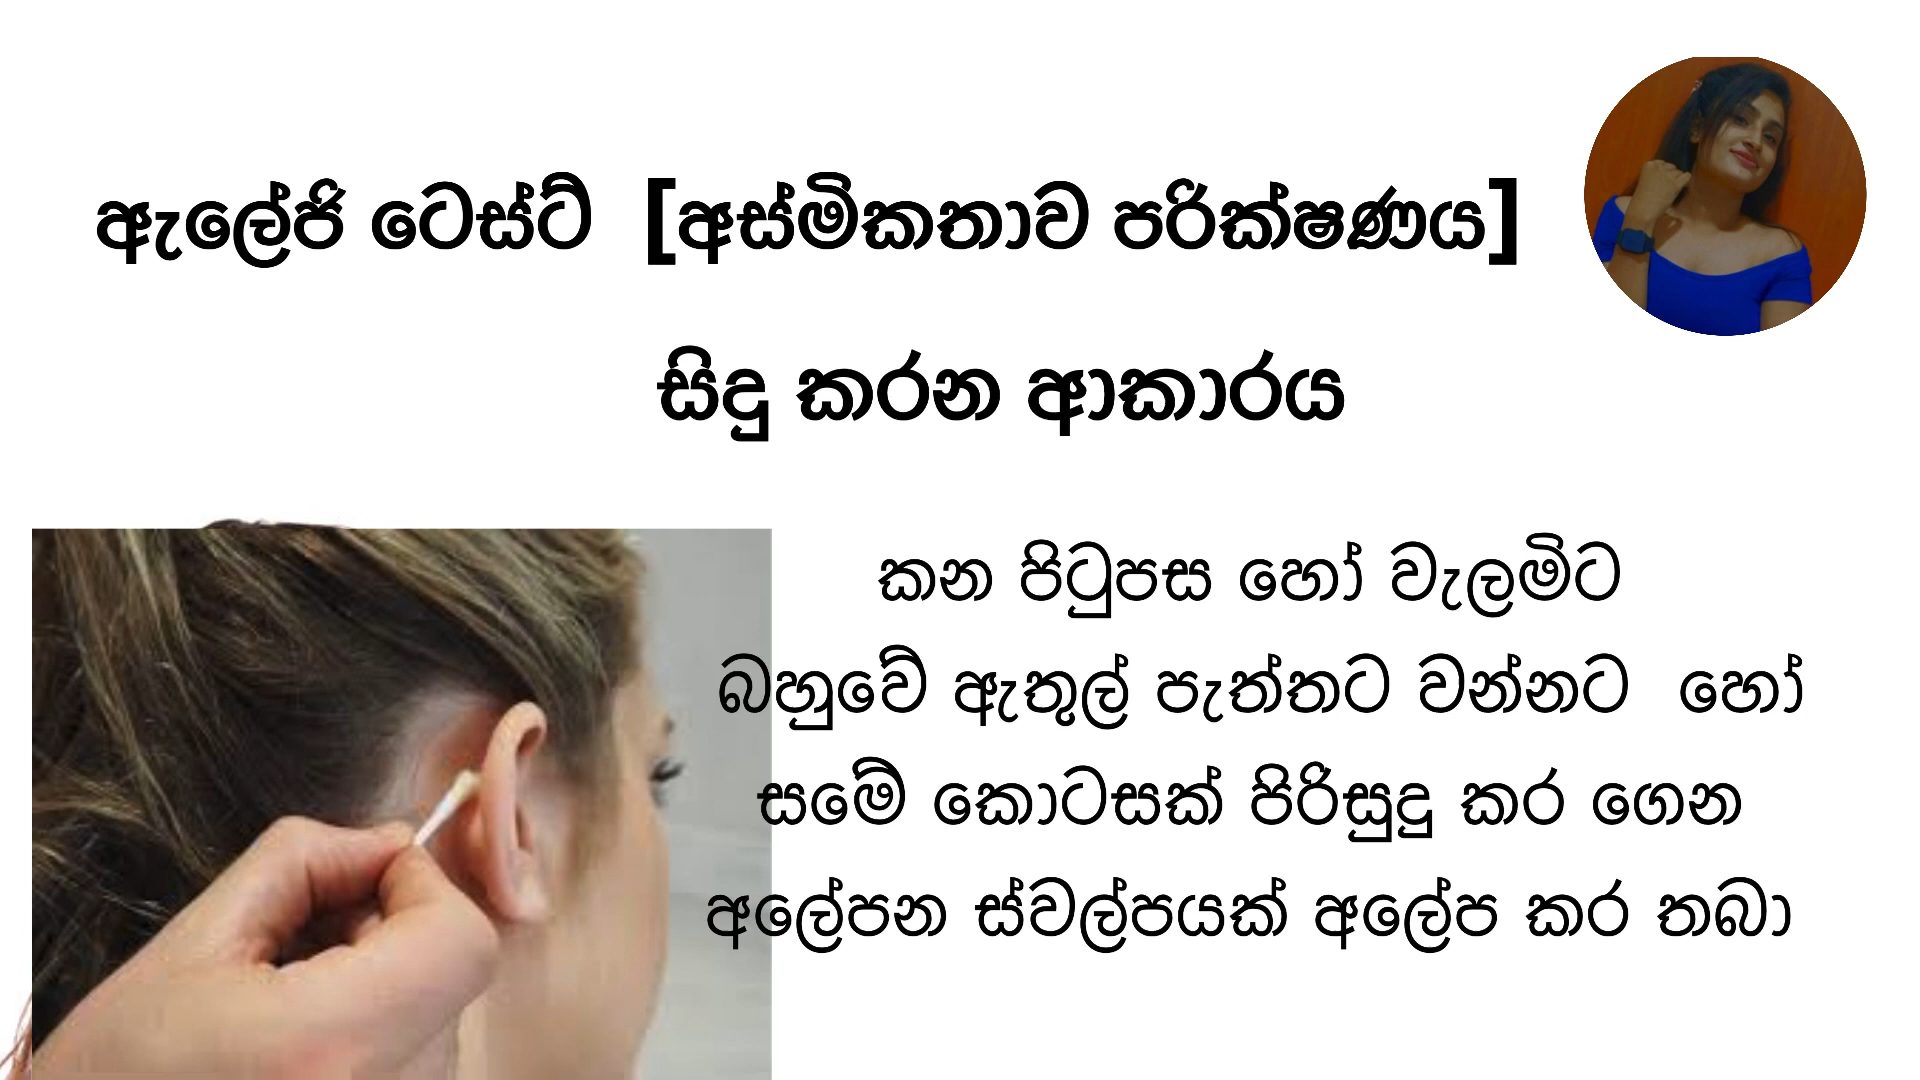 ඇලේජි ටෙස්ට් [අස්මිකතාව පරික්ෂණය]
සිදු කරන ආකාරය
කන පිටුපස හෝ වැලමිට
බහුවේ ඇතුල් පැත්තට වන්නට හෝ
සමේ කොටසක් පිරිසුදු කර ගෙන
අලේපන ස්වල්පයක් අලේප කර තබා